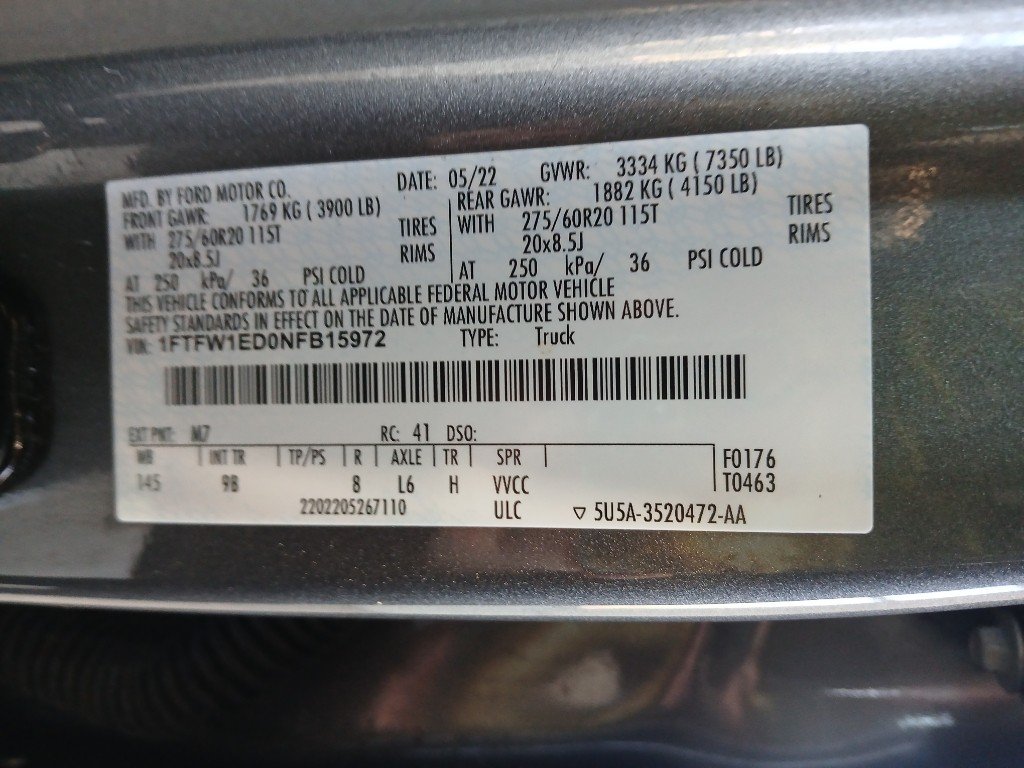 MFD. BY FORD MOTOR CO. DATE: 05/22 GVWR: 3334 KG ( 7350 LB)
FRONT GAWR: 1769 KG ( 3900 LB) REAR GAWR: 1882 KG ( 4150 LB)
WITH 275/60R20 115T TIRES WITH 275/60R20 115T TIRES
20x8.5J RIMS 20x8.5J RIMS
AT 250 kPa/ 36 PSI COLD AT 250 kPa/ 36 PSI COLD
THIS VEHICLE CONFORMS TO ALL APPLICABLE FEDERAL MOTOR VEHICLE
SAFETY STANDARDS IN EFFECT ON THE DATE OF MANUFACTURE SHOWN ABOVE.
VIN: 1FTFW1ED0NFB15972 TYPE: Truck
EXT PNT: M7 RC: 41 DSO:
WB INT TR TP/PS R AXLE TR SPR F0176
145 9B 8 L6 H VVCC T0463
2202205267110 ULC ▽ 5U5A-3520472-AA